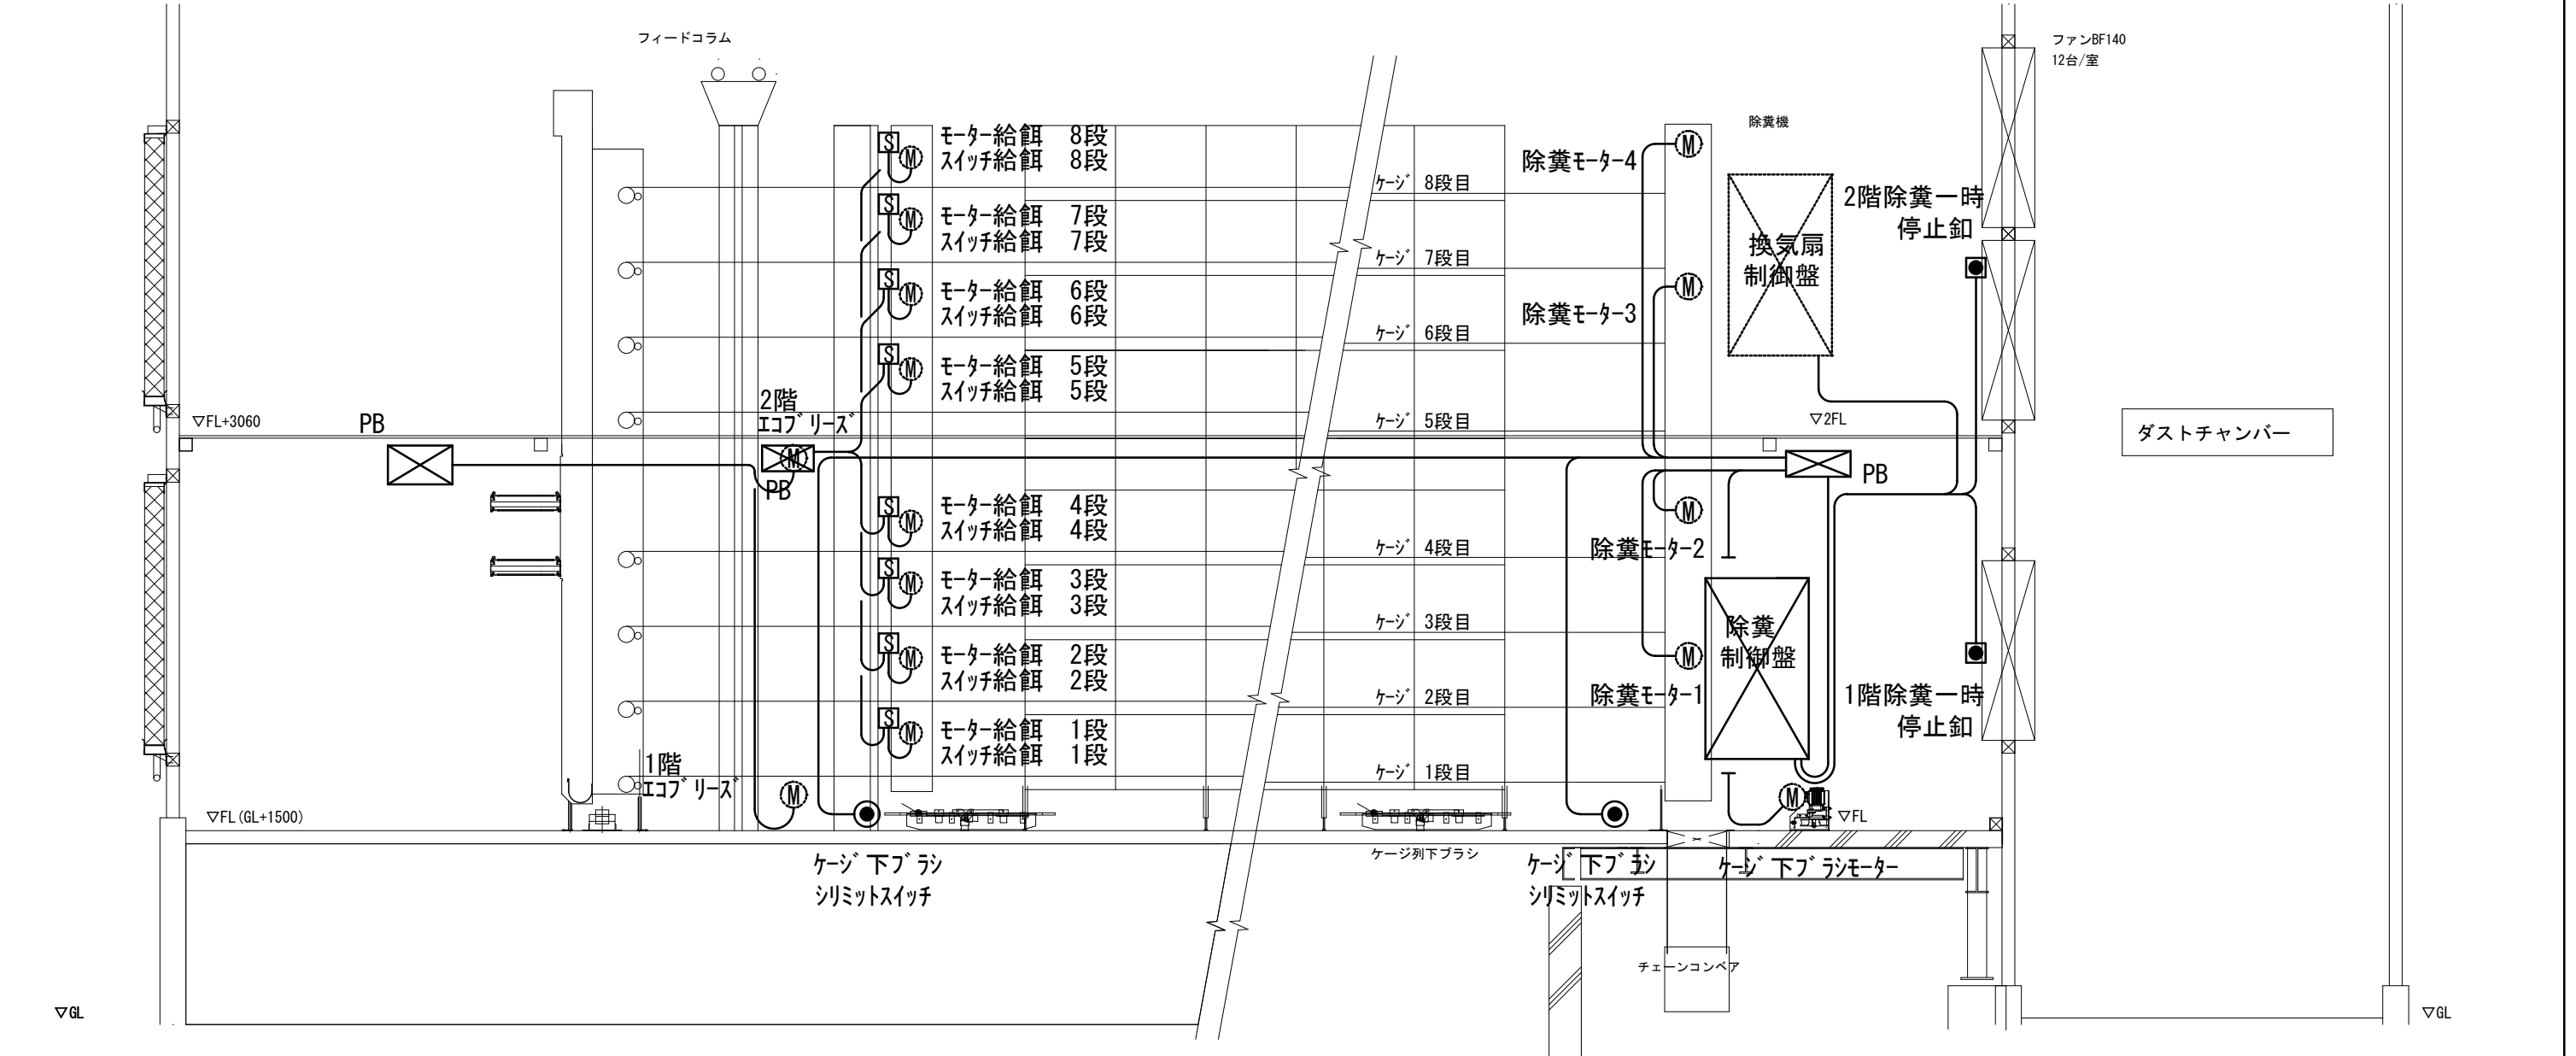 フィードコラム
ファンBF140
12台/室
除糞機
モーター給餌 8段
スイッチ給餌 8段
除糞モーター4
ケージ 8段目
2階除糞一時
停止釦
モーター給餌 7段
スイッチ給餌 7段
換気扇
制御盤
ケージ 7段目
モーター給餌 6段
スイッチ給餌 6段
除糞モーター3
ケージ 6段目
モーター給餌 5段
スイッチ給餌 5段
2階
エコブリーズ
▽FL+3060
PB
ケージ 5段目
▽2FL
ダストチャンバー
PB
PB
モーター給餌 4段
スイッチ給餌 4段
ケージ 4段目
除糞モーター2
モーター給餌 3段
スイッチ給餌 3段
ケージ 3段目
除糞
制御盤
モーター給餌 2段
スイッチ給餌 2段
ケージ 2段目
除糞モーター1
1階除糞一時
停止釦
モーター給餌 1段
スイッチ給餌 1段
ケージ 1段目
1階
エコブリーズ
▽FL(GL+1500)
▽FL
ケージ下ブラシ
シリミットスイッチ
ケージ列下ブラシ
ケージ下ブラシ
シリミットスイッチ
ケージ下ブラシモーター
チェーンコンベア
▽GL
▽GL
S
M
S
M
S
M
S
M
S
M
S
M
S
M
S
M
M
M
M
M
M
M
M